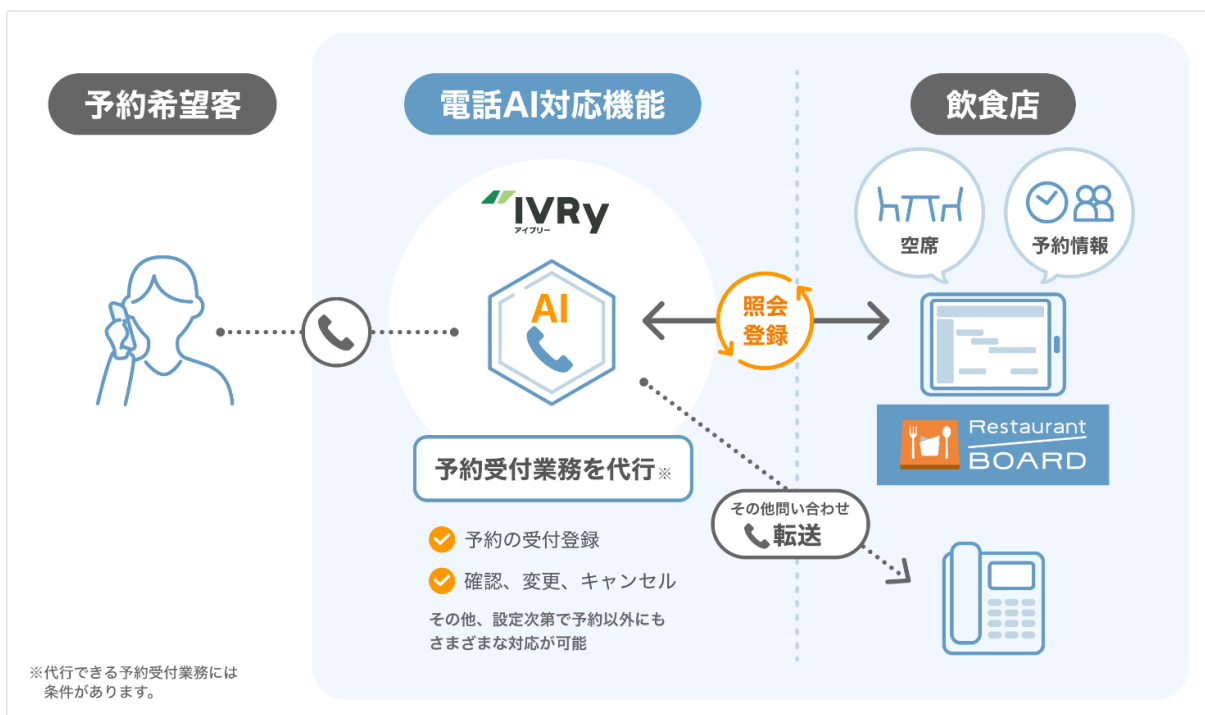 予約希望客
電話AI対応機能
飲食店
IVRy
アイブリー
空席
予約情報
AI
照会
登録
Restaurant
BOARD
予約受付業務を代行※
その他問い合わせ
転送
予約の受付登録
確認、変更、キャンセル
その他、設定次第で予約以外にも
さまざまな対応が可能
※代行できる予約受付業務には
条件があります。